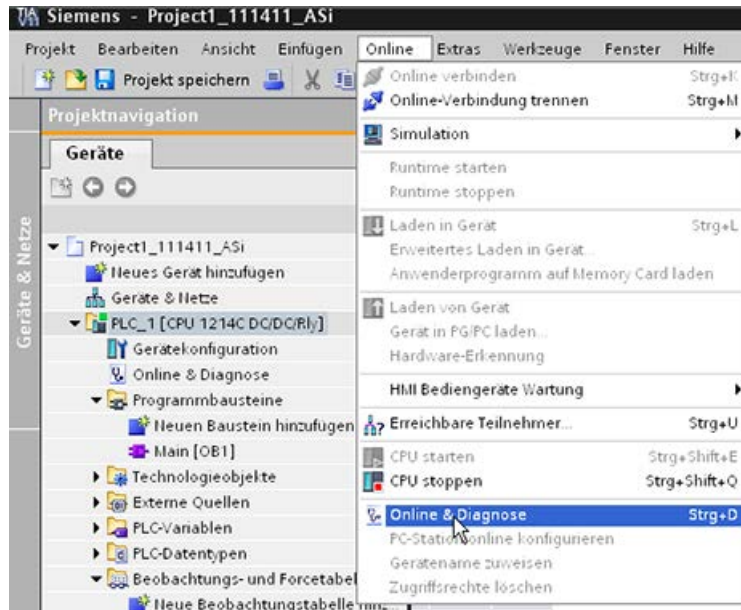 Siemens - Project1_111411_ASi
Projekt Bearbeiten Ansicht Einfügen Online Extras Werkzeuge Fenster Hilfe
Projekt speichern
Projektnavigation
Geräte
Geräte & Netze
Project1_111411_ASi
Neues Gerät hinzufügen
Geräte & Netze
PLC_1 [CPU 1214C DC/DC/Rly]
Gerätekonfiguration
Online & Diagnose
Programmbausteine
Neuen Baustein hinzufügen
Main [OB1]
Technologieobjekte
Externe Quellen
PLC-Variablen
PLC-Datentypen
Beobachtungs- und Forcetabel
Neue Beobachtungstabelle hinz...
Online verbinden Strg+K
Online-Verbindung trennen Strg+M
Simulation
Runtime starten
Runtime stoppen
Laden in Gerät Strg+L
Erweitertes Laden in Gerät...
Anwenderprogramm auf Memory Card laden
Laden von Gerät
Gerät in PG/PC laden...
Hardware-Erkennung
HMI Bediengeräte Wartung
Erreichbare Teilnehmer... Strg+U
CPU starten Strg+Shift+E
CPU stoppen Strg+Shift+Q
Online & Diagnose Strg+D
PC-Station online konfigurieren
Gerätename zuweisen
Zugriffsrechte löschen